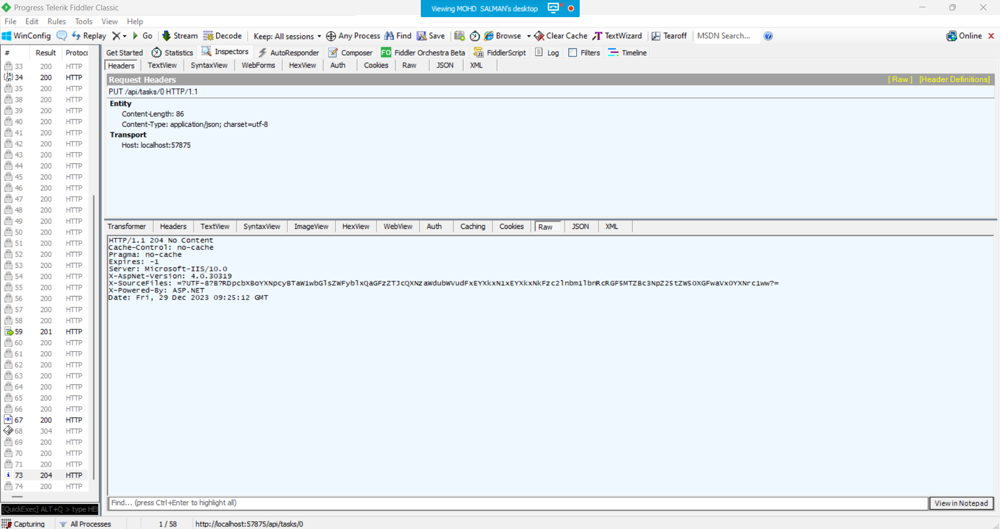 Progress Telerik Fiddler Classic
Viewing MOHD SALMAN's desktop
File Edit Rules Tools View Help
WinConfig Replay Go Stream Decode Keep: All sessions Any Process Find Save Browse Clear Cache TextWizard Tearoff MSDN Search... Online
# Result Protoc
Get Started Statistics Inspectors AutoResponder Composer FO Fiddler Orchestra Beta FiddlerScript Log Filters Timeline
Headers TextView SyntaxView WebForms HexView Auth Cookies Raw JSON XML
Request Headers [ Raw ] [Header Definitions]
PUT /api/tasks/0 HTTP/1.1
Entity
Content-Length: 86
Content-Type: application/json; charset=utf-8
Transport
Host: localhost:57875
33 200 HTTP
34 200 HTTP
35 200 HTTP
38 200 HTTP
39 200 HTTP
40 200 HTTP
41 200 HTTP
42 200 HTTP
43 200 HTTP
44 200 HTTP
45 200 HTTP
46 200 HTTP
47 200 HTTP
48 200 HTTP
49 200 HTTP
50 200 HTTP
51 200 HTTP
52 200 HTTP
53 200 HTTP
54 200 HTTP
55 200 HTTP
56 200 HTTP
57 200 HTTP
58 200 HTTP
59 201 HTTP
60 200 HTTP
61 200 HTTP
62 200 HTTP
63 200 HTTP
64 200 HTTP
65 200 HTTP
66 200 HTTP
67 200 HTTP
68 304 HTTP
69 200 HTTP
70 200 HTTP
71 200 HTTP
73 204 HTTP
74 200 HTTP
Transformer Headers TextView SyntaxView ImageView HexView WebView Auth Caching Cookies Raw JSON XML
HTTP/1.1 204 No Content
Cache-Control: no-cache
Pragma: no-cache
Expires: -1
Server: Microsoft-IIS/10.0
X-AspNet-Version: 4.0.30319
X-SourceFiles:
X-Powered-By: ASP.NET
Date: Fri, 29 Dec 2023 09:25:12 GMT
Find... (press Ctrl+Enter to highlight all) View in Notepad
[QuickExec] ALT+Q > type HE
Capturing All Processes 1 / 58 http://localhost:57875/api/tasks/0